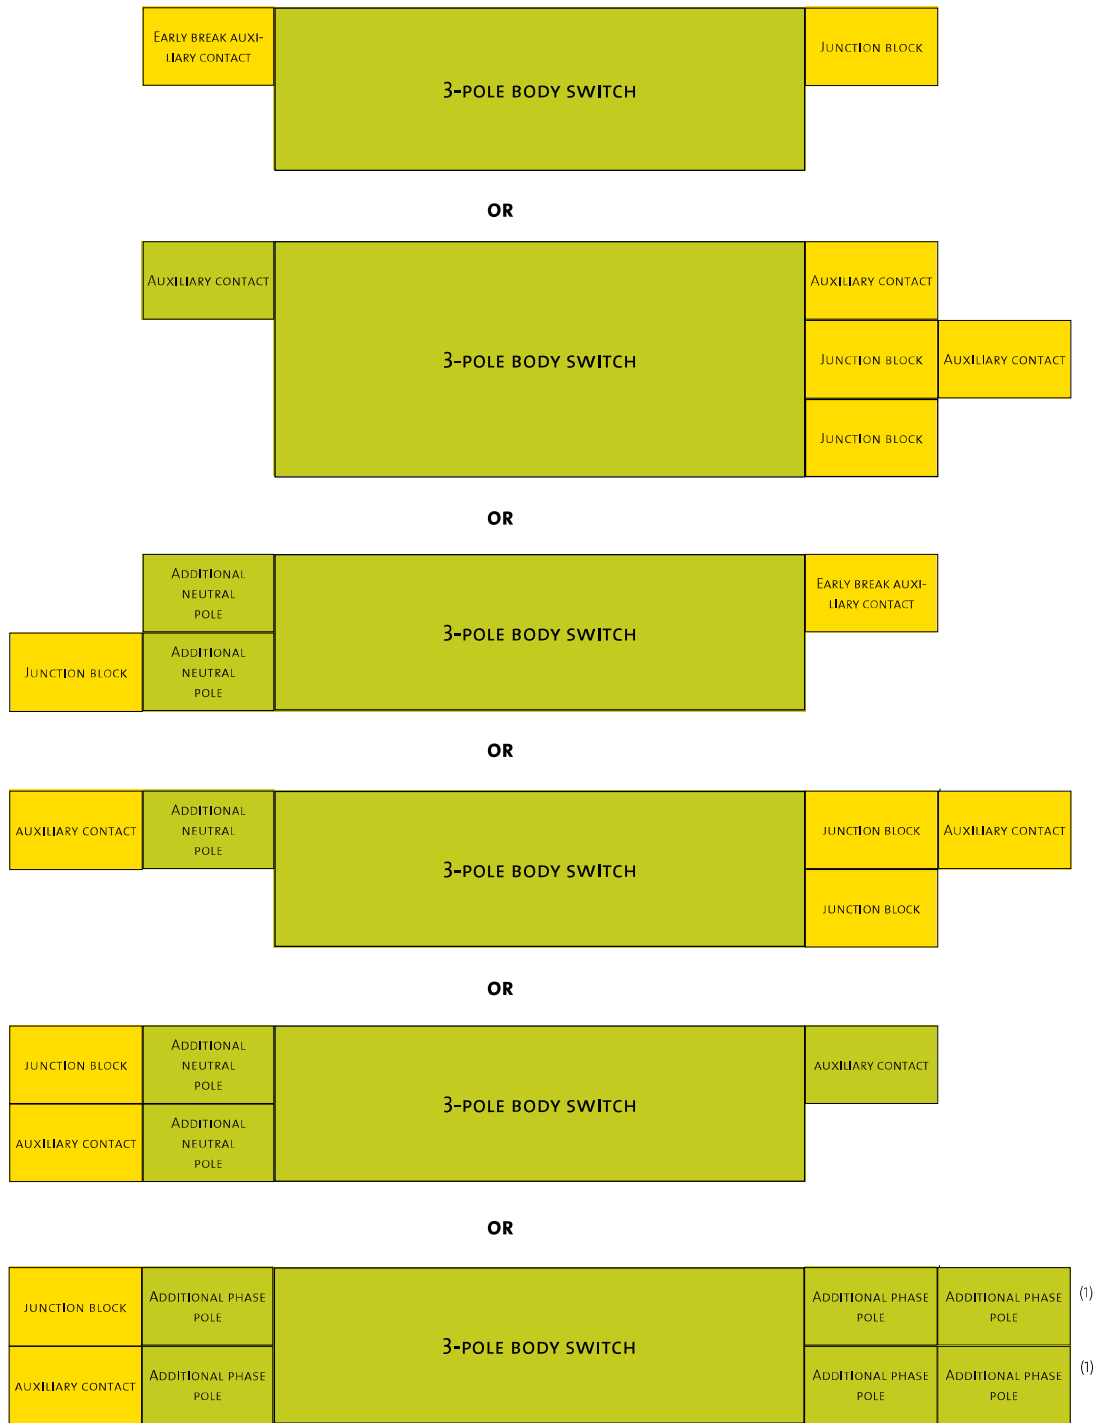 Early break auxi-
liary contact
3-pole body switch
Junction block
OR
Auxiliary contact
3-pole body switch
Auxiliary contact
Junction block
Auxiliary contact
Junction block
OR
Additional
neutral
pole
Junction block
Additional
neutral
pole
3-pole body switch
Early break auxi-
liary contact
OR
auxiliary contact
Additional
neutral
pole
3-pole body switch
junction block
Auxiliary contact
junction block
OR
junction block
Additional
neutral
pole
auxiliary contact
Additional
neutral
pole
3-pole body switch
auxiliary contact
OR
junction block
Additional phase
pole
auxiliary contact
Additional phase
pole
3-pole body switch
Additional phase
pole
Additional phase
pole
(1)
Additional phase
pole
Additional phase
pole
(1)